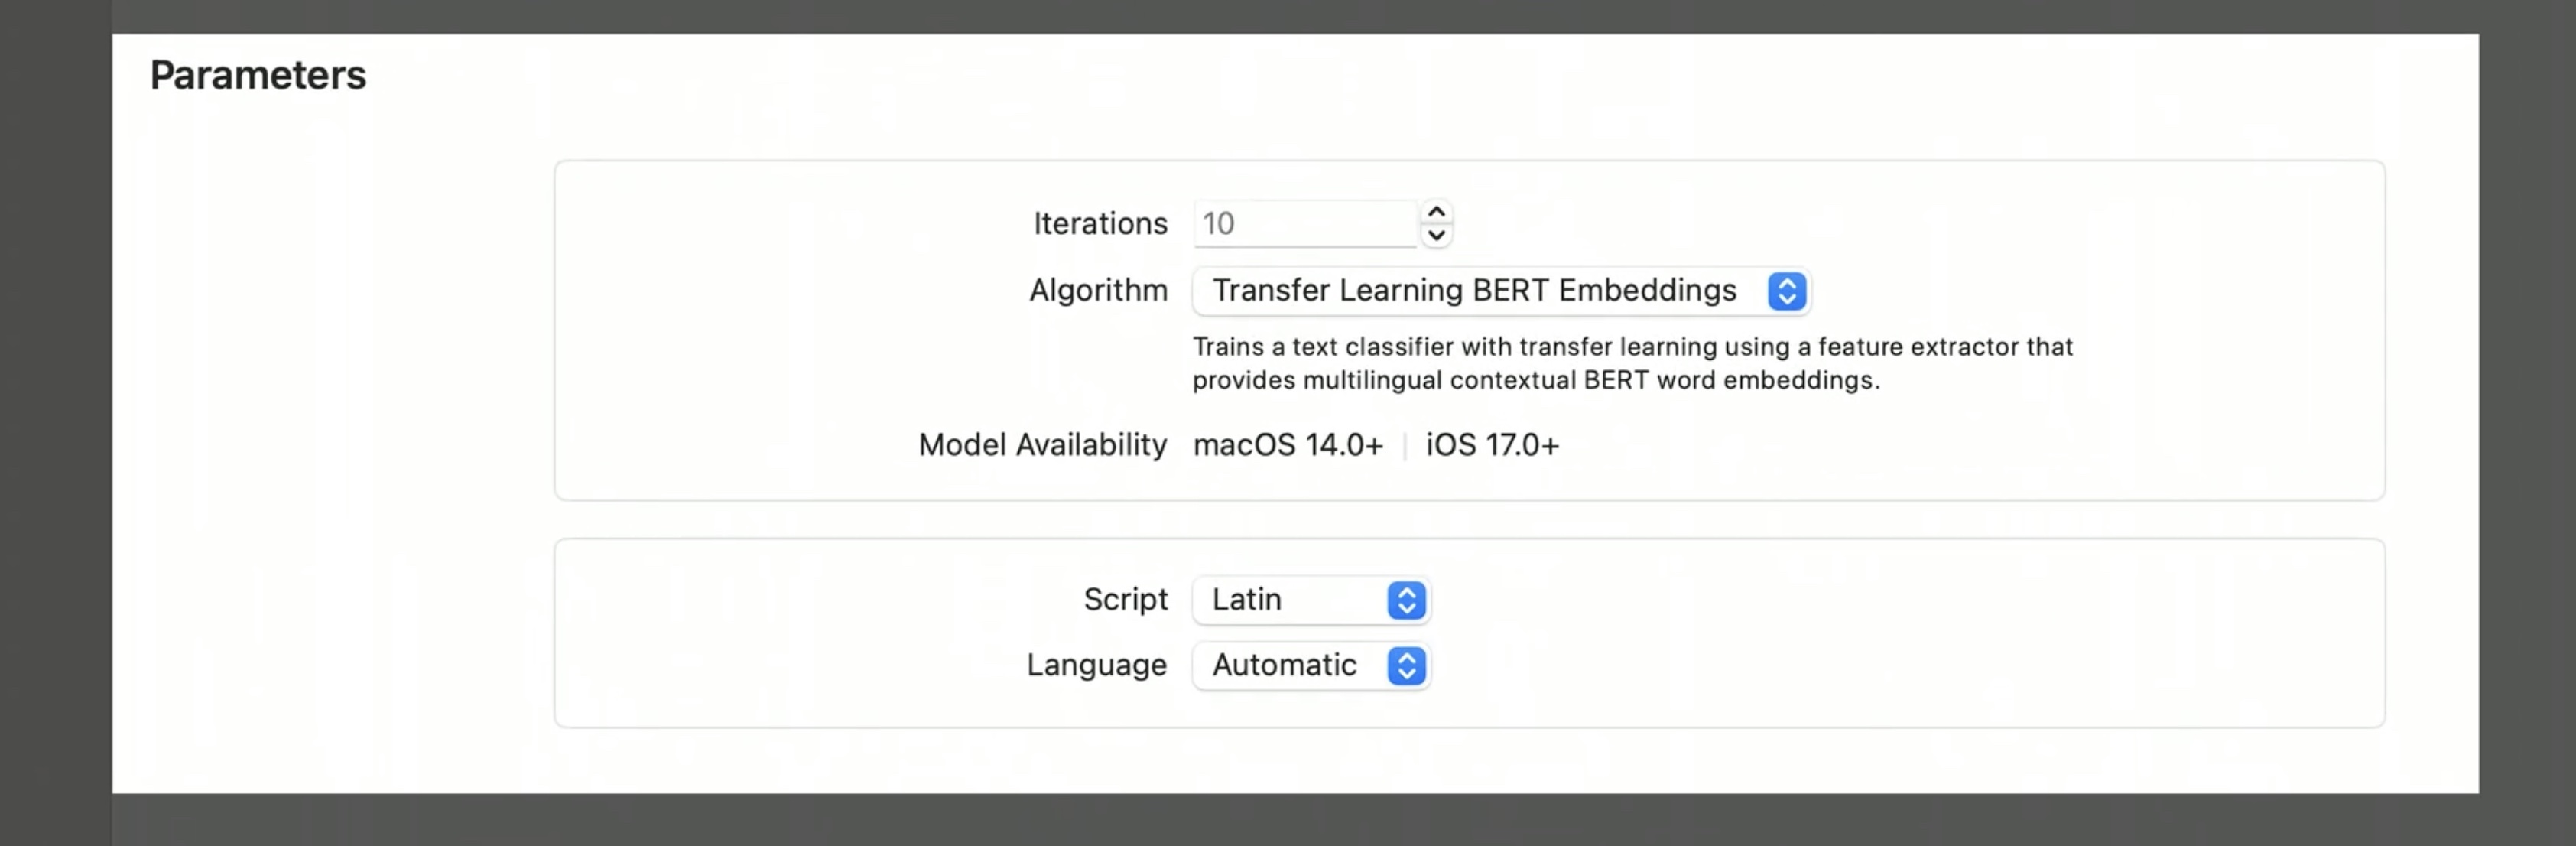 Parameters
Iterations 10
Algorithm Transfer Learning BERT Embeddings
Trains a text classifier with transfer learning using a feature extractor that
provides multilingual contextual BERT word embeddings.
Model Availability macOS 14.0+ | iOS 17.0+
Script Latin
Language Automatic